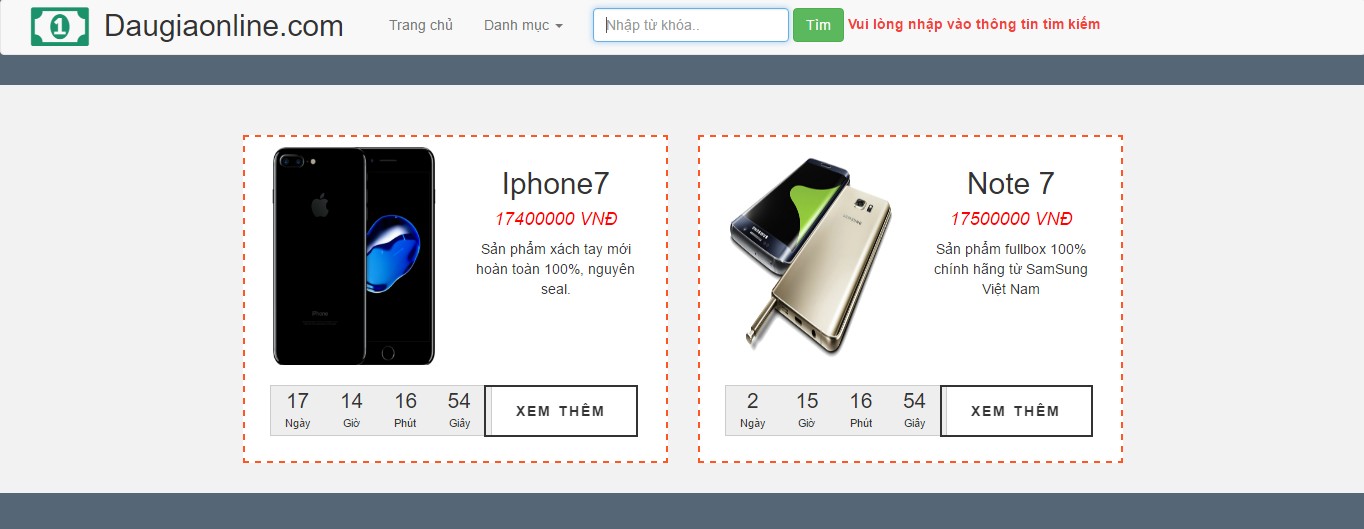 Daugiaonline.com Trang chủ Danh mục Nhập từ khóa.. Tìm Vui lòng nhập vào thông tin tìm kiếm
Iphone7
17400000 VNĐ
Sản phẩm xách tay mới
hoàn toàn 100%, nguyên
seal.
17 14 16 54
Ngày Giờ Phút Giây
XEM THÊM
Note 7
17500000 VNĐ
Sản phẩm fullbox 100%
chính hãng từ SamSung
Việt Nam
2 15 16 54
Ngày Giờ Phút Giây
XEM THÊM